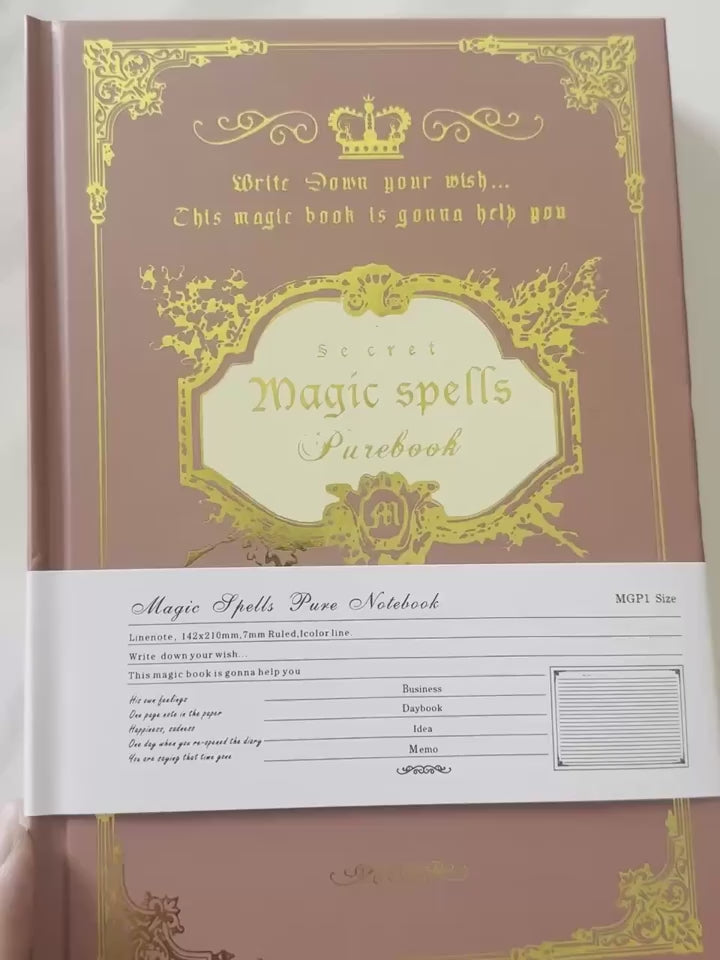 Write Down your wish...
This magic book is gonna help you
Secret
Magic spells
Purebook
M
Magic Spells Pure Notebook
MGP1 Size
Linenote, 142x210mm,7mm Ruled,1color line.
Write down your wish...
This magic book is gonna help you
His own feelings
One page note in the paper
Happiness, sadness
One day when you re-opened the diary
You are saying that time gone
Business
Daybook
Idea
Memo